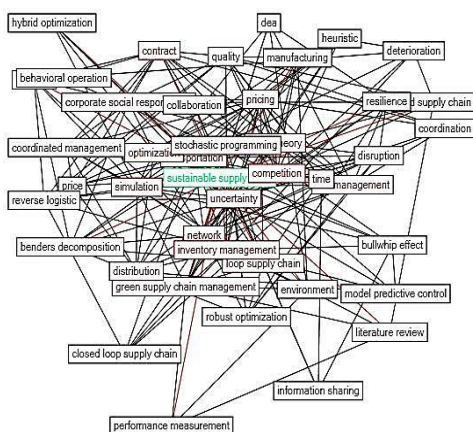 hybrid optimization
dea
heuristic
contract
quality
manufacturing
deterioration
behavioral operation
corporate social respor
collaboration
pricing
resilience
d supply chain
coordination
coordinated management
optimization
stochastic programming
eory
portation
disruption
sustainable supply
competition
time
management
price
simulation
reverse logistic
uncertainty
benders decomposition
network
inventory management
bullwhip effect
distribution
loop supply chain
green supply chain management
environment
model predictive control
robust optimization
literature review
closed loop supply chain
information sharing
performance measurement